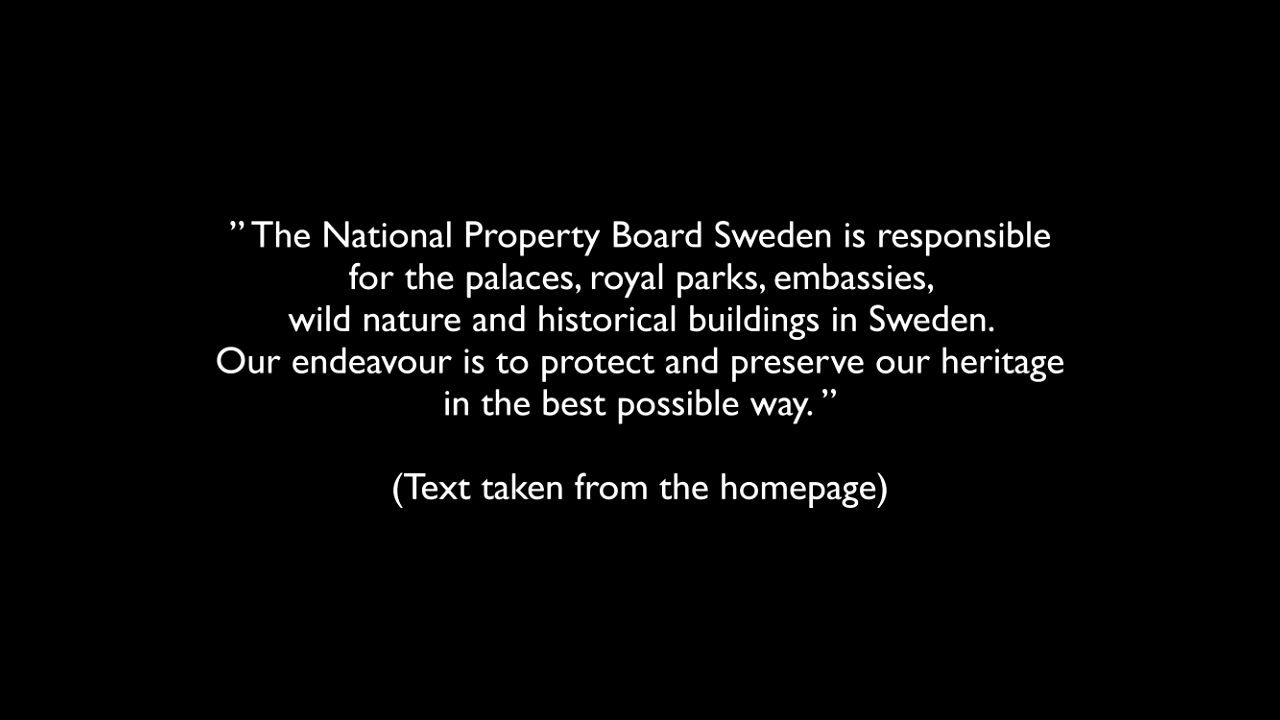 ” The National Property Board Sweden is responsible
for the palaces, royal parks, embassies,
wild nature and historical buildings in Sweden.
Our endeavour is to protect and preserve our heritage
in the best possible way. ”
(Text taken from the homepage)